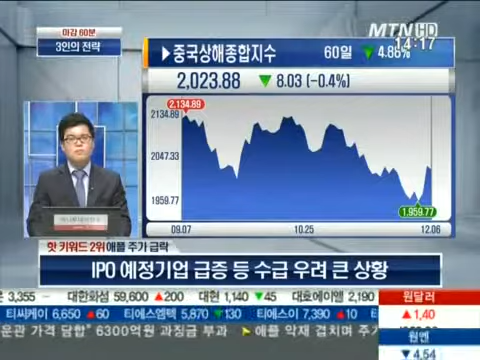 마감 60분
3인의 전략
MTN HD
14:17
중국상해종합지수 60일 ▼ 4.86%
2,023.88 ▼ 8.03 (-0.4%)
2,134.89
2134.89
2047.33
1959.77
1,959.77
09.07 10.25 12.06
핫 키워드 2위 애플 주가 급락
IPO 예정기업 급증 등 수급 우려 큰 상황
3,355 대한화섬 59,600 ▲200 대현 1,140 ▼45 대호에이엘 2,190
티씨케이 6,650 ▲60 티에스엠텍 5,870 ▼130 티에스이 7,390 ▲10
운관 가격 담합" 6300억원 과징금 부과 ▷ 애플 악재 겹치며 주가
원달러
▲ 1,40
원엔
▼ 4,54